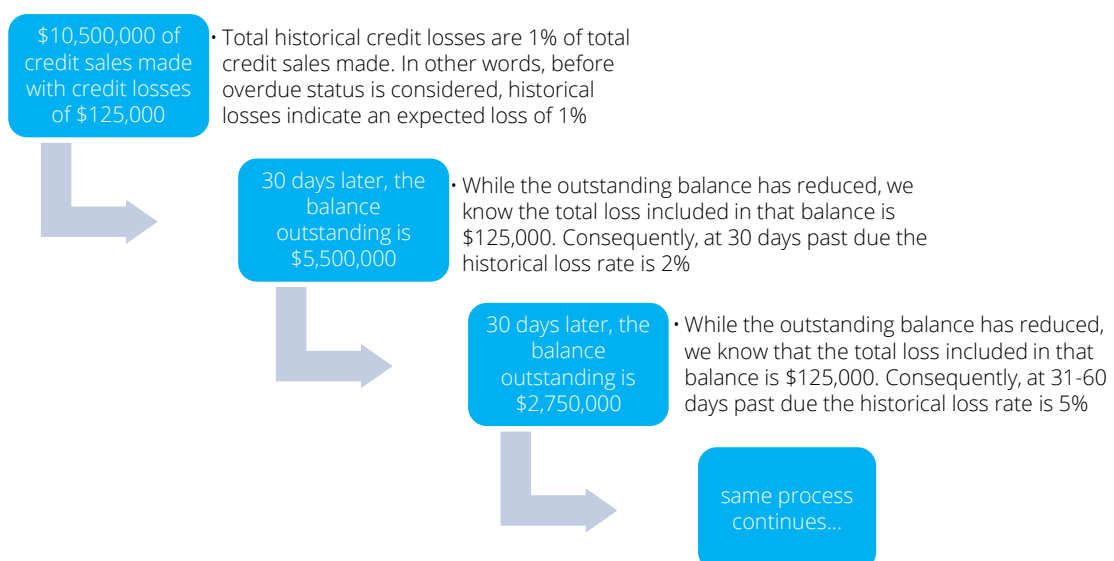 $10,500,000 of
credit sales made
with credit losses
of $125,000
• Total historical credit losses are 1% of total
credit sales made. In other words, before
overdue status is considered, historical
losses indicate an expected loss of 1%
30 days later, the
balance
outstanding is
$5,500,000
• While the outstanding balance has reduced, we
know the total loss included in that balance is
$125,000. Consequently, at 30 days past due the
historical loss rate is 2%
30 days later, the
balance
outstanding is
$2,750,000
• While the outstanding balance has reduced,
we know that the total loss included in that
balance is $125,000. Consequently, at 31-60
days past due the historical loss rate is 5%
same process
continues...